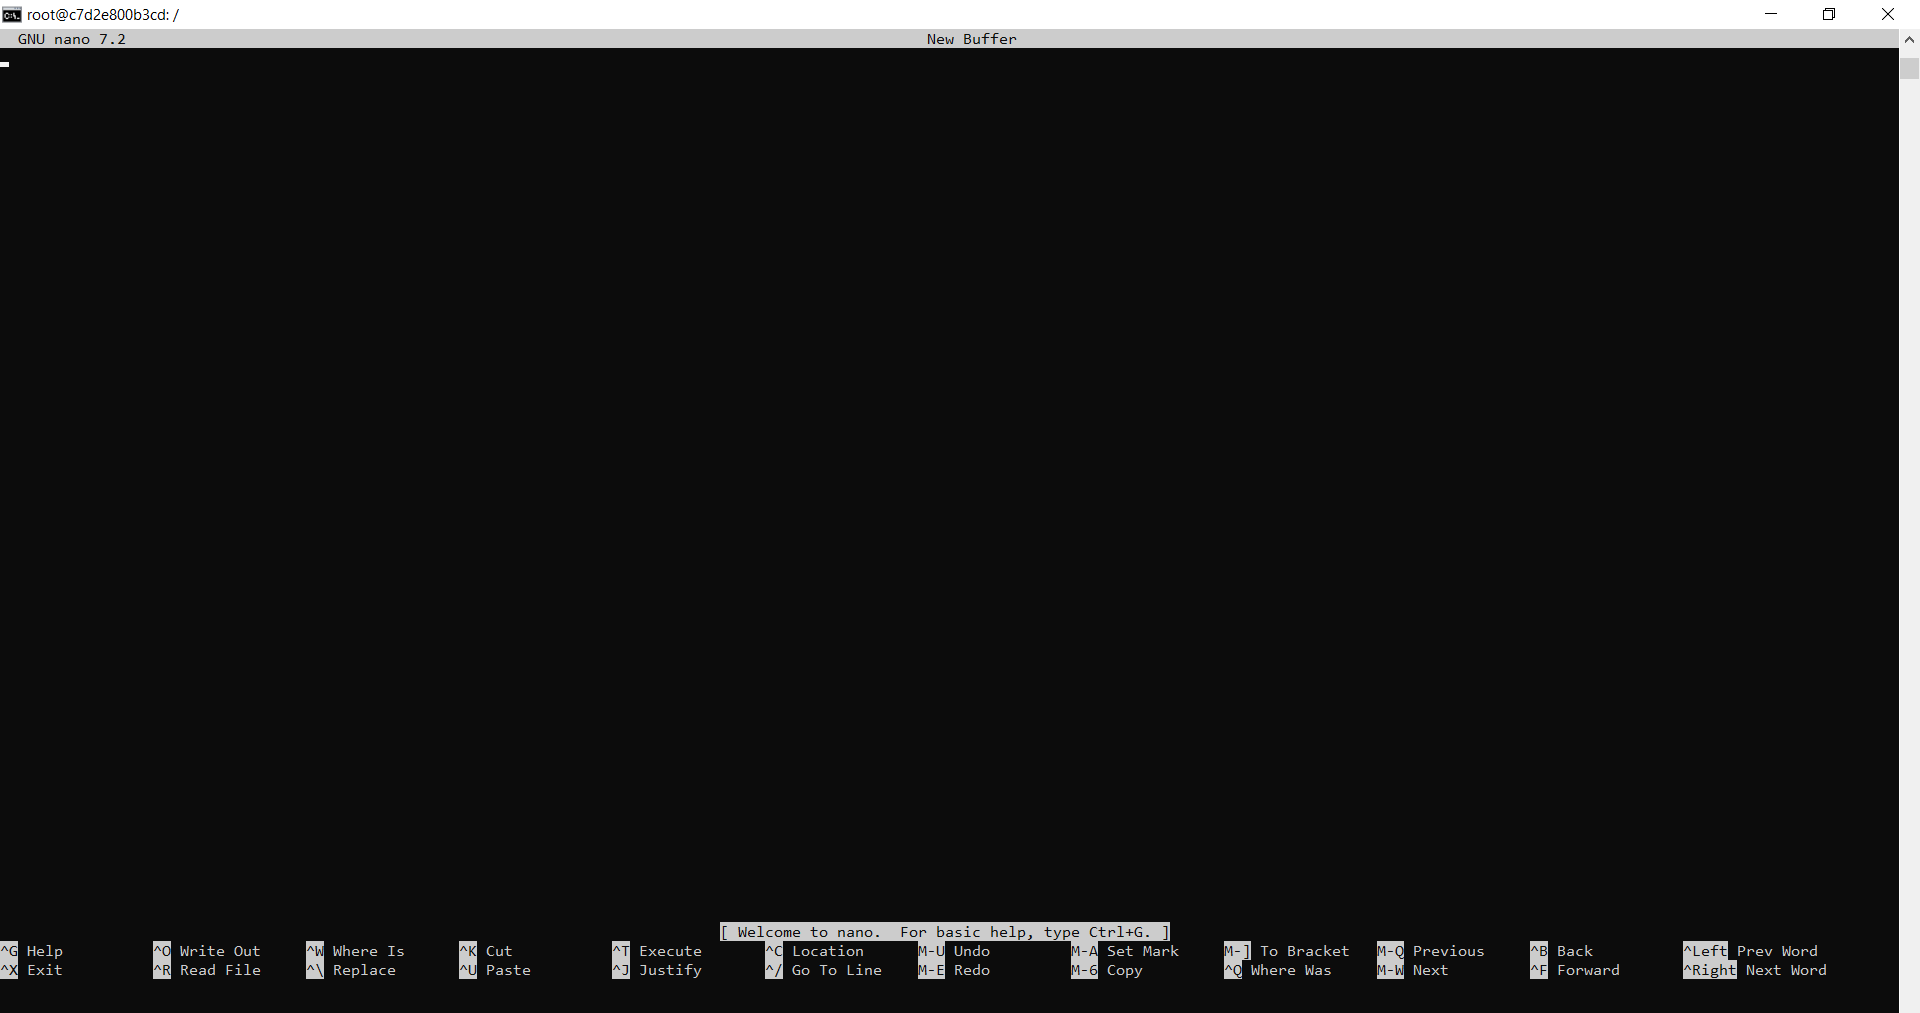 root@c7d2e800b3cd: /
GNU nano 7.2 New Buffer
[ Welcome to nano.  For basic help, type Ctrl+G. ]
^G Help ^O Write Out ^W Where Is ^K Cut ^T Execute ^C Location M-U Undo M-A Set Mark M-] To Bracket M-Q Previous ^B Back ^Left Prev Word
^X Exit ^R Read File ^\ Replace ^U Paste ^J Justify ^/ Go To Line M-E Redo M-6 Copy ^Q Where Was M-W Next ^F Forward ^Right Next Word